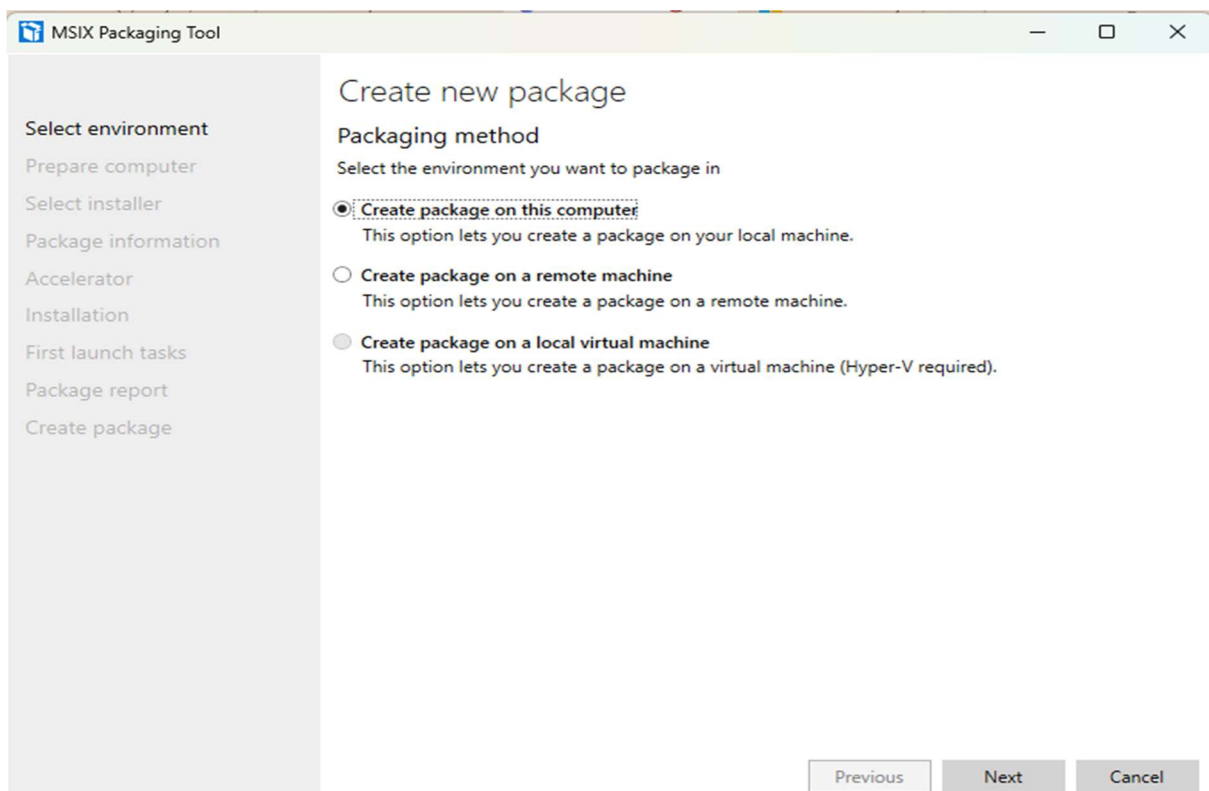 MSIX Packaging Tool
Select environment
Prepare computer
Select installer
Package information
Accelerator
Installation
First launch tasks
Package report
Create package
Create new package
Packaging method
Select the environment you want to package in
Create package on this computer
This option lets you create a package on your local machine.
Create package on a remote machine
This option lets you create a package on a remote machine.
Create package on a local virtual machine
This option lets you create a package on a virtual machine (Hyper-V required).
Previous Next Cancel